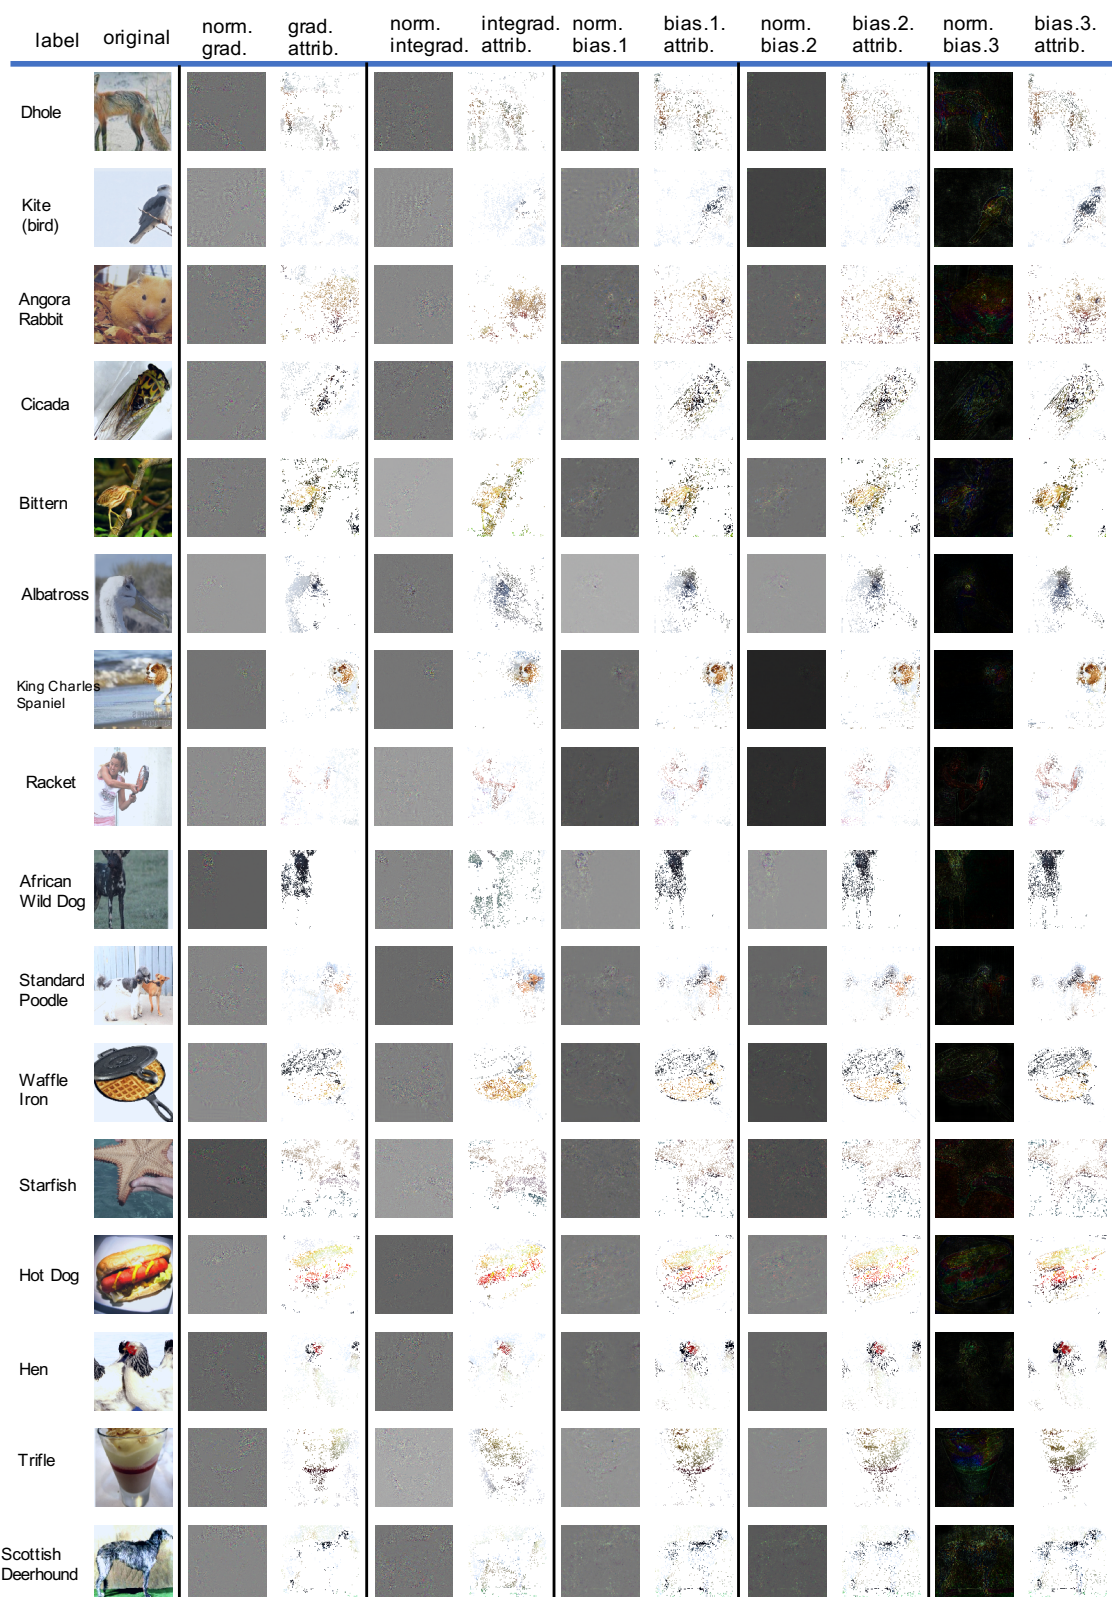 label
original
norm.
grad.
grad.
attrib.
norm.
integrad.
integrad.
attrib.
norm.
bias.1
bias.1.
attrib.
norm.
bias.2
bias.2.
attrib.
norm.
bias.3
bias.3.
attrib.
Dhole
Kite
(bird)
Angora
Rabbit
Cicada
Bittern
Albatross
King Charles
Spaniel
Racket
African
Wild Dog
Standard
Poodle
Waffle
Iron
Starfish
Hot Dog
Hen
Trifle
Scottish
Deerhound